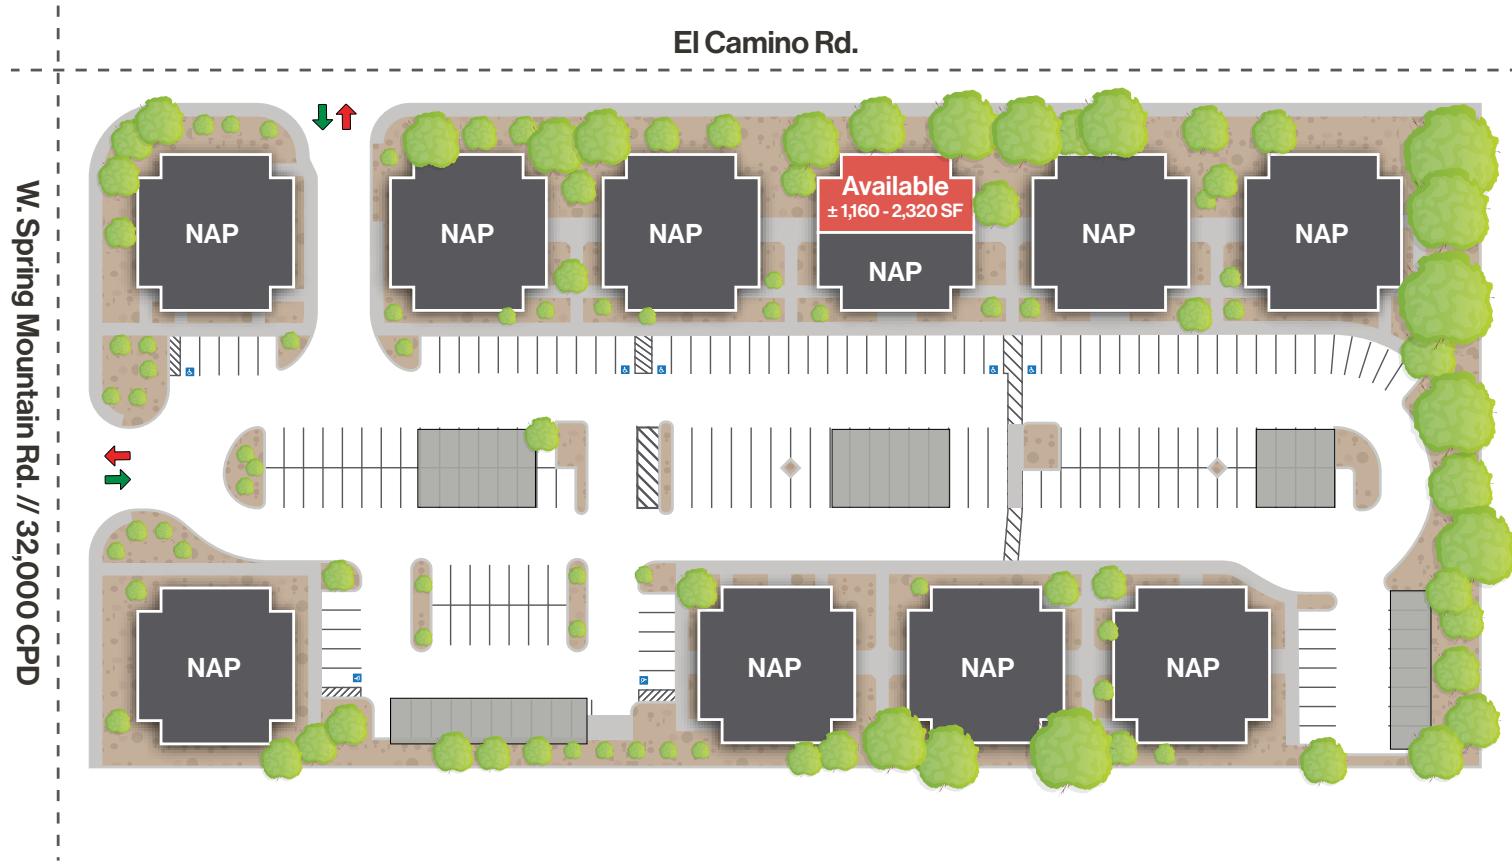 El Camino Rd.
W. Spring Mountain Rd. // 32,000 CPD
NAP
NAP
NAP
Available
± 1,160 - 2,320 SF
NAP
NAP
NAP
NAP
NAP
NAP
NAP